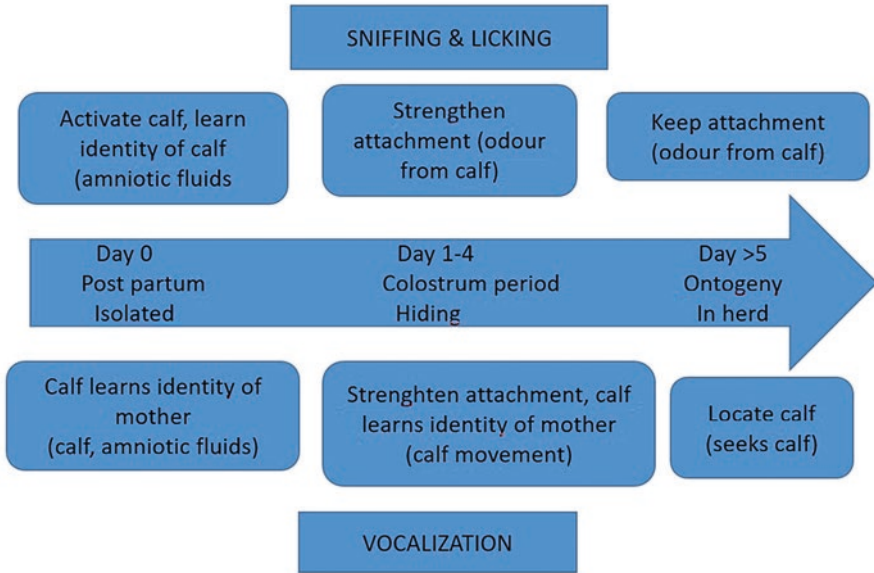 SNIFFING & LICKING
Activate calf, learn
identity of calf
(amniotic fluids
Strengthen
attachment (odour
from calf)
Keep attachment
(odour from calf)
Day 0
Post partum
Isolated
Day 1-4
Colostrum period
Hiding
Day >5
Ontogeny
In herd
Calf learns identity of
mother
(calf, amniotic fluids)
Strenghten attachment, calf
learns identity of mother
(calf movement)
Locate calf
(seeks calf)
VOCALIZATION